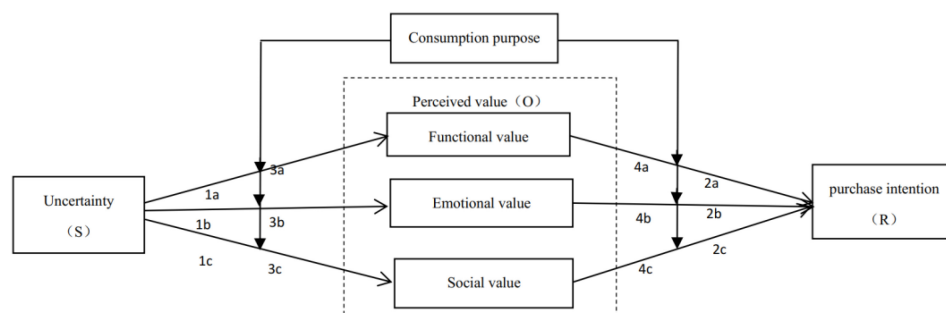 Consumption purpose
Perceived value（O）
Functional value
3a
4a
1a
2a
Uncertainty
（S）
Emotional value
purchase intention
（R）
1b
3b
4b
2b
1c
3c
4c
2c
Social value